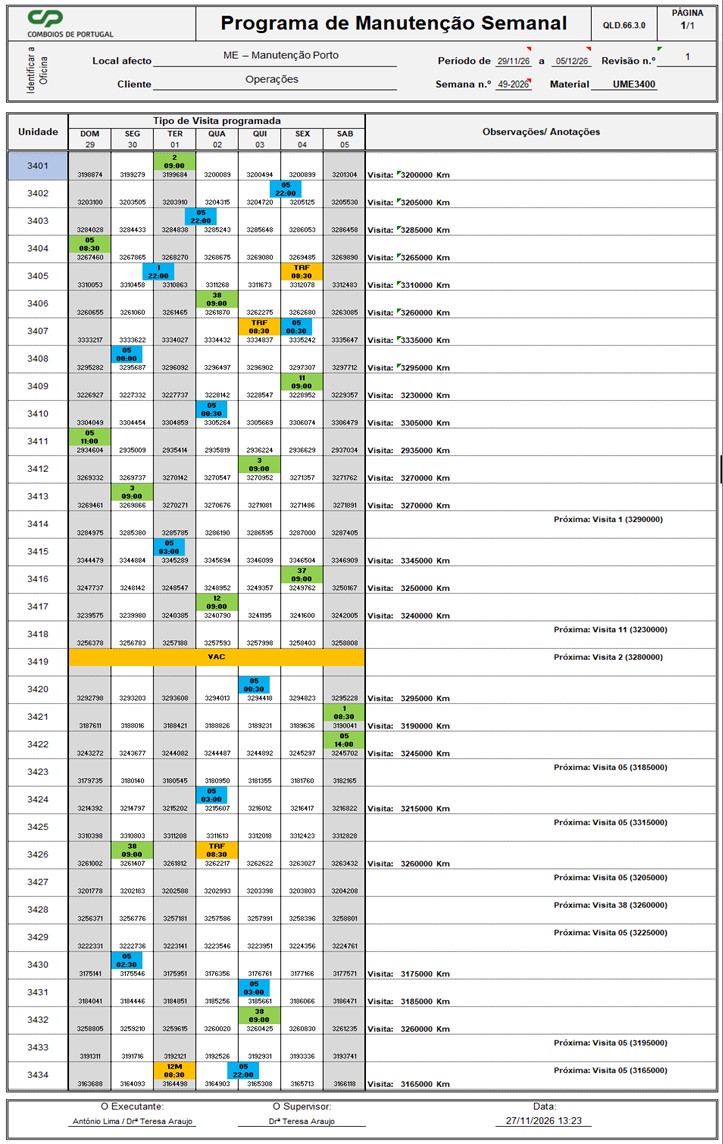 CP
COMBOIOS DE PORTUGAL
Programa de Manutenção Semanal
QLD.66.3.0
PÁGINA
1/1
Identificar a Oficina
Local afecto ME – Manutenção Porto Período de 29/11/26 a 05/12/26 Revisão n.º 1
Cliente Operações Semana n.º 49-2026 Material UME3400
Unidade Tipo de Visita programada Observações/ Anotações
DOM SEG TER QUA QUI SEX SAB
29 30 01 02 03 04 05
3401 2 09:00
3198874 3199279 3199684 3200089 3200494 3200899 3201304 Visita: 3200000 Km
3402 05 22:00
3203100 3203505 3203910 3204315 3204720 3205125 3205530 Visita: 3205000 Km
3403 05 22:00
3284028 3284433 3284838 3285243 3285648 3286053 3286458 Visita: 3285000 Km
3404 05 08:30
3267460 3267865 3268270 3268675 3269080 3269485 3269890 Visita: 3265000 Km
3405 1 22:00 TRF 08:30
3310053 3310458 3310863 3311268 3311673 3312078 3312483 Visita: 3310000 Km
3406 38 09:00
3260655 3261060 3261465 3261870 3262275 3262680 3263085 Visita: 3260000 Km
3407 TRF 08:30 05 00:30
3333217 3333622 3334027 3334432 3334837 3335242 3335647 Visita: 3335000 Km
3408 05 00:00
3295282 3295687 3296092 3296497 3296902 3297307 3297712 Visita: 3295000 Km
3409 11 09:00
3226927 3227332 3227737 3228142 3228547 3228952 3229357 Visita: 3230000 Km
3410 05 00:30
3304049 3304454 3304859 3305264 3305669 3306074 3306479 Visita: 3305000 Km
3411 05 11:00
2934604 2935009 2935414 2935819 2936224 2936629 2937034 Visita: 2935000 Km
3412 3 09:00
3269332 3269737 3270142 3270547 3270952 3271357 3271762 Visita: 3270000 Km
3413 3 09:00
3269461 3269866 3270271 3270676 3271081 3271486 3271891 Visita: 3270000 Km
3414 Próxima: Visita 1 (3290000)
3284975 3285380 3285785 3286190 3286595 3287000 3287405
3415 05 03:00
3344479 3344884 3345289 3345694 3346099 3346504 3346909 Visita: 3345000 Km
3416 37 09:00
3247737 3248142 3248547 3248952 3249357 3249762 3250167 Visita: 3250000 Km
3417 12 09:00
3239575 3239980 3240385 3240790 3241195 3241600 3242005 Visita: 3240000 Km
3418 Próxima: Visita 11 (3230000)
3256378 3256783 3257188 3257593 3257998 3258403 3258808
3419 VAC Próxima: Visita 2 (3280000)
3420 05 00:30
3292798 3293203 3293608 3294013 3294418 3294823 3295228 Visita: 3295000 Km
3421 1 08:30
3187611 3188016 3188421 3188826 3189231 3189636 3190041 Visita: 3190000 Km
3422 05 14:00
3243272 3243677 3244082 3244487 3244892 3245297 3245702 Visita: 3245000 Km
3423 Próxima: Visita 05 (3185000)
3179735 3180140 3180545 3180950 3181355 3181760 3182165
3424 05 03:00
3214392 3214797 3215202 3215607 3216012 3216417 3216822 Visita: 3215000 Km
3425 Próxima: Visita 05 (3315000)
3310398 3310803 3311208 3311613 3312018 3312423 3312828
3426 38 09:00 TRF 08:30
3261002 3261407 3261812 3262217 3262622 3263027 3263432 Visita: 3260000 Km
3427 Próxima: Visita 05 (3205000)
3201778 3202183 3202588 3202993 3203398 3203803 3204208
3428 Próxima: Visita 38 (3260000)
3256371 3256776 3257181 3257586 3257991 3258396 3258801
3429 Próxima: Visita 05 (3225000)
3222331 3222736 3223141 3223546 3223951 3224356 3224761
3430 05 02:30
3175141 3175546 3175951 3176356 3176761 3177166 3177571 Visita: 3175000 Km
3431 05 03:00
3184041 3184446 3184851 3185256 3185661 3186066 3186471 Visita: 3185000 Km
3432 38 09:00
3258805 3259210 3259615 3260020 3260425 3260830 3261235 Visita: 3260000 Km
3433 Próxima: Visita 05 (3195000)
3191311 3191716 3192121 3192526 3192931 3193336 3193741
3434 12M 08:30 05 22:00 Próxima: Visita 05 (3165000)
3163688 3164093 3164498 3164903 3165308 3165713 3166118 Visita: 3165000 Km
O Executante: O Supervisor: Data:
António Lima / Drª Teresa Araujo Drª Teresa Araujo 27/11/2026 13:23